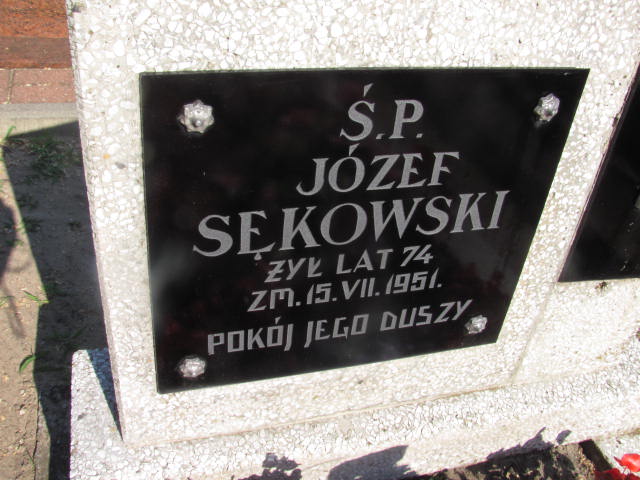 Ś.P.
JÓZEF
SĘKOWSKI
ŻYŁ LAT 74
ZM. 15. VII. 1951.
POKÓJ JEGO DUSZY